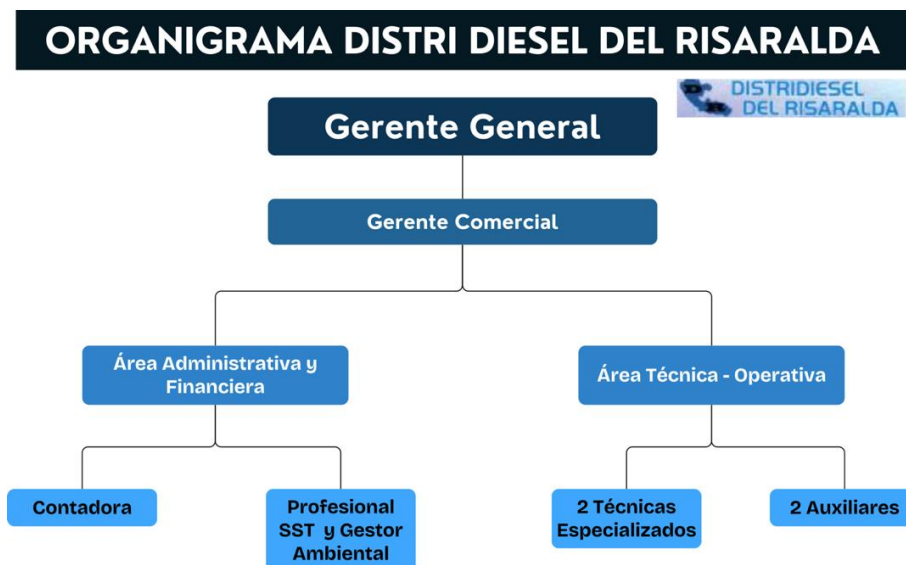 ORGANIGRAMA DISTRI DIESEL DEL RISARALDA
DISTRIDIESEL
DEL RISARALDA
Gerente General
Gerente Comercial
Área Administrativa y
Financiera
Área Técnica - Operativa
Contadora
Profesional
SST y Gestor
Ambiental
2 Técnicas
Especializados
2 Auxiliares